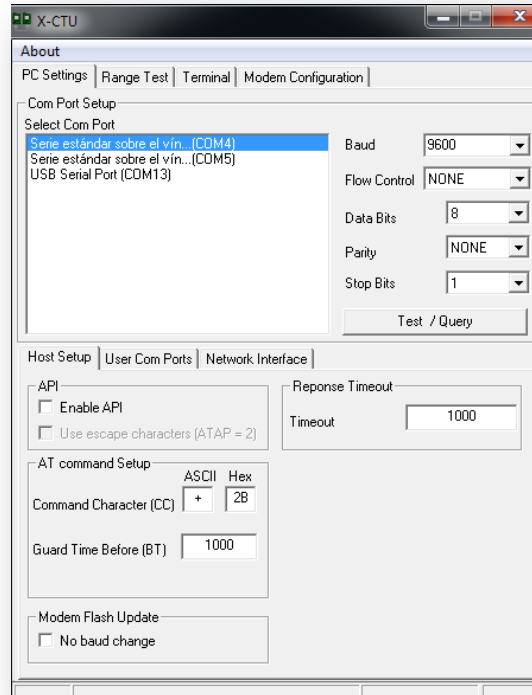 X-CTU
About
PC Settings Range Test Terminal Modem Configuration
Com Port Setup
Select Com Port
Serie estándar sobre el vín...(COM4)
Serie estándar sobre el vín...(COM5)
USB Serial Port (COM13)
Baud 9600
Flow Control NONE
Data Bits 8
Parity NONE
Stop Bits 1
Test / Query
Host Setup User Com Ports Network Interface
API
Enable API
Use escape characters (ATAP = 2)
Reponse Timeout
Timeout 1000
AT command Setup
ASCII Hex
Command Character (CC) + 2B
Guard Time Before (BT) 1000
Modem Flash Update
No baud change